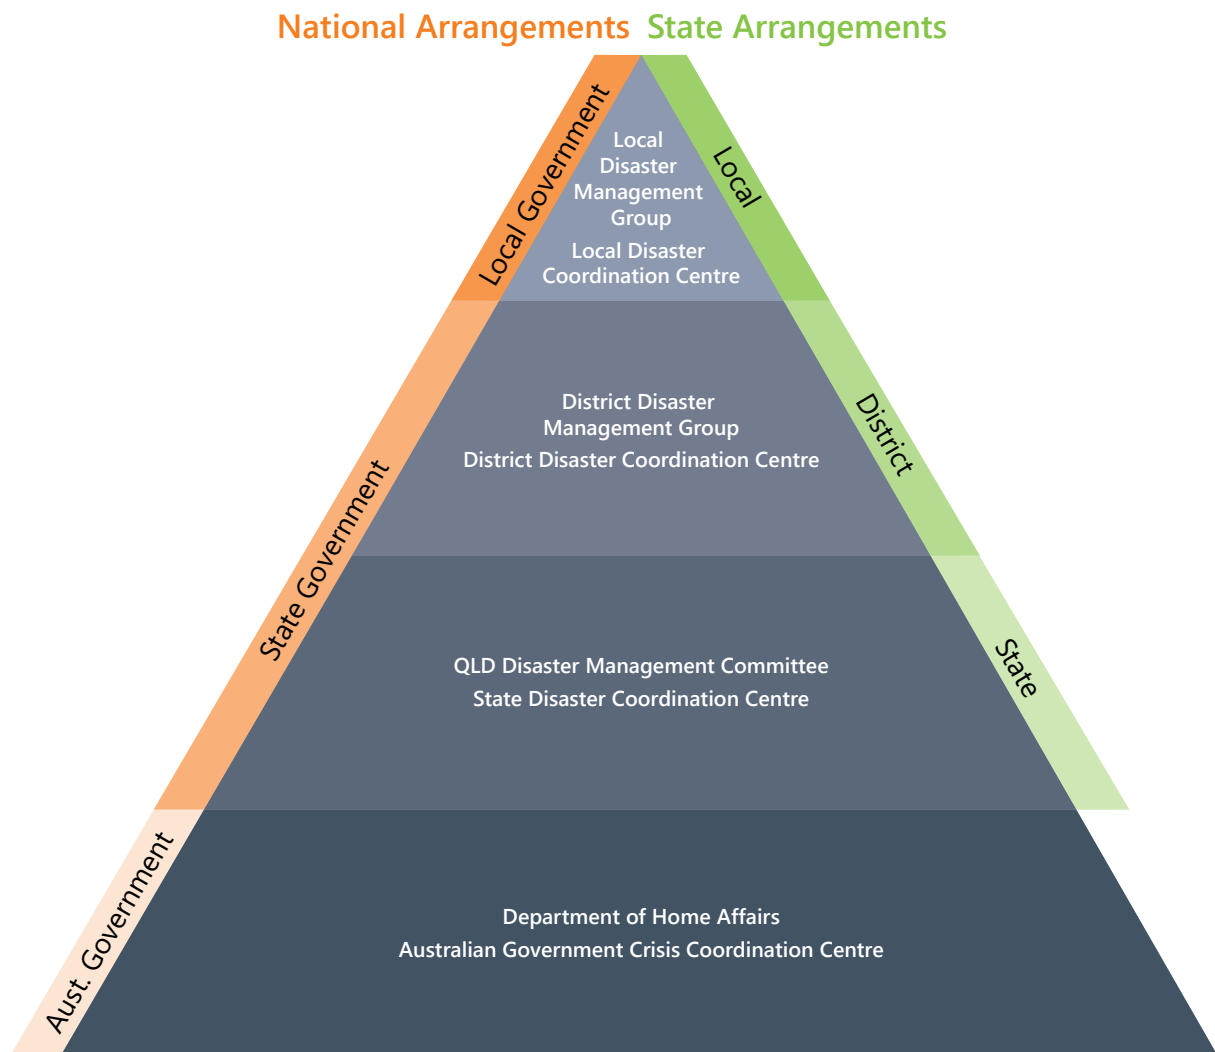 National Arrangements State Arrangements
Local Government
Local
Disaster
Management
Group
Local Disaster
Coordination Centre
Local
State Government
District Disaster
Management Group
District Disaster Coordination Centre
District
QLD Disaster Management Committee
State Disaster Coordination Centre
State
Aust. Government
Department of Home Affairs
Australian Government Crisis Coordination Centre